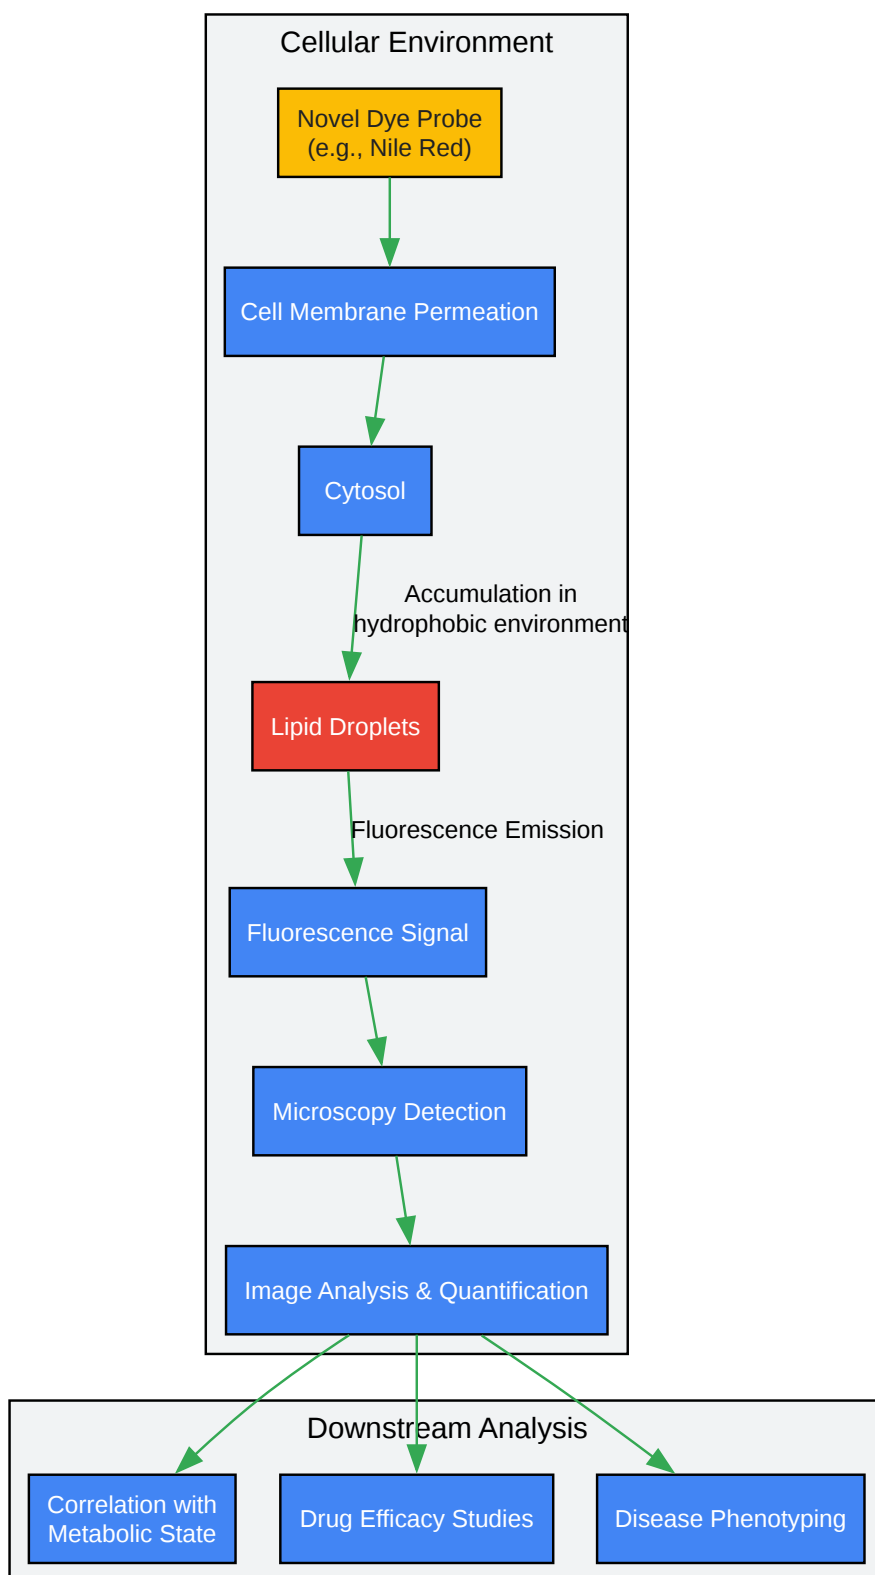 Cellular Environment
Novel Dye Probe
(e.g., Nile Red)
Cell Membrane Permeation
Cytosol
Accumulation in
hydrophobic environment
Lipid Droplets
Fluorescence Emission
Fluorescence Signal
Microscopy Detection
Image Analysis & Quantification
Downstream Analysis
Correlation with
Metabolic State
Drug Efficacy Studies
Disease Phenotyping